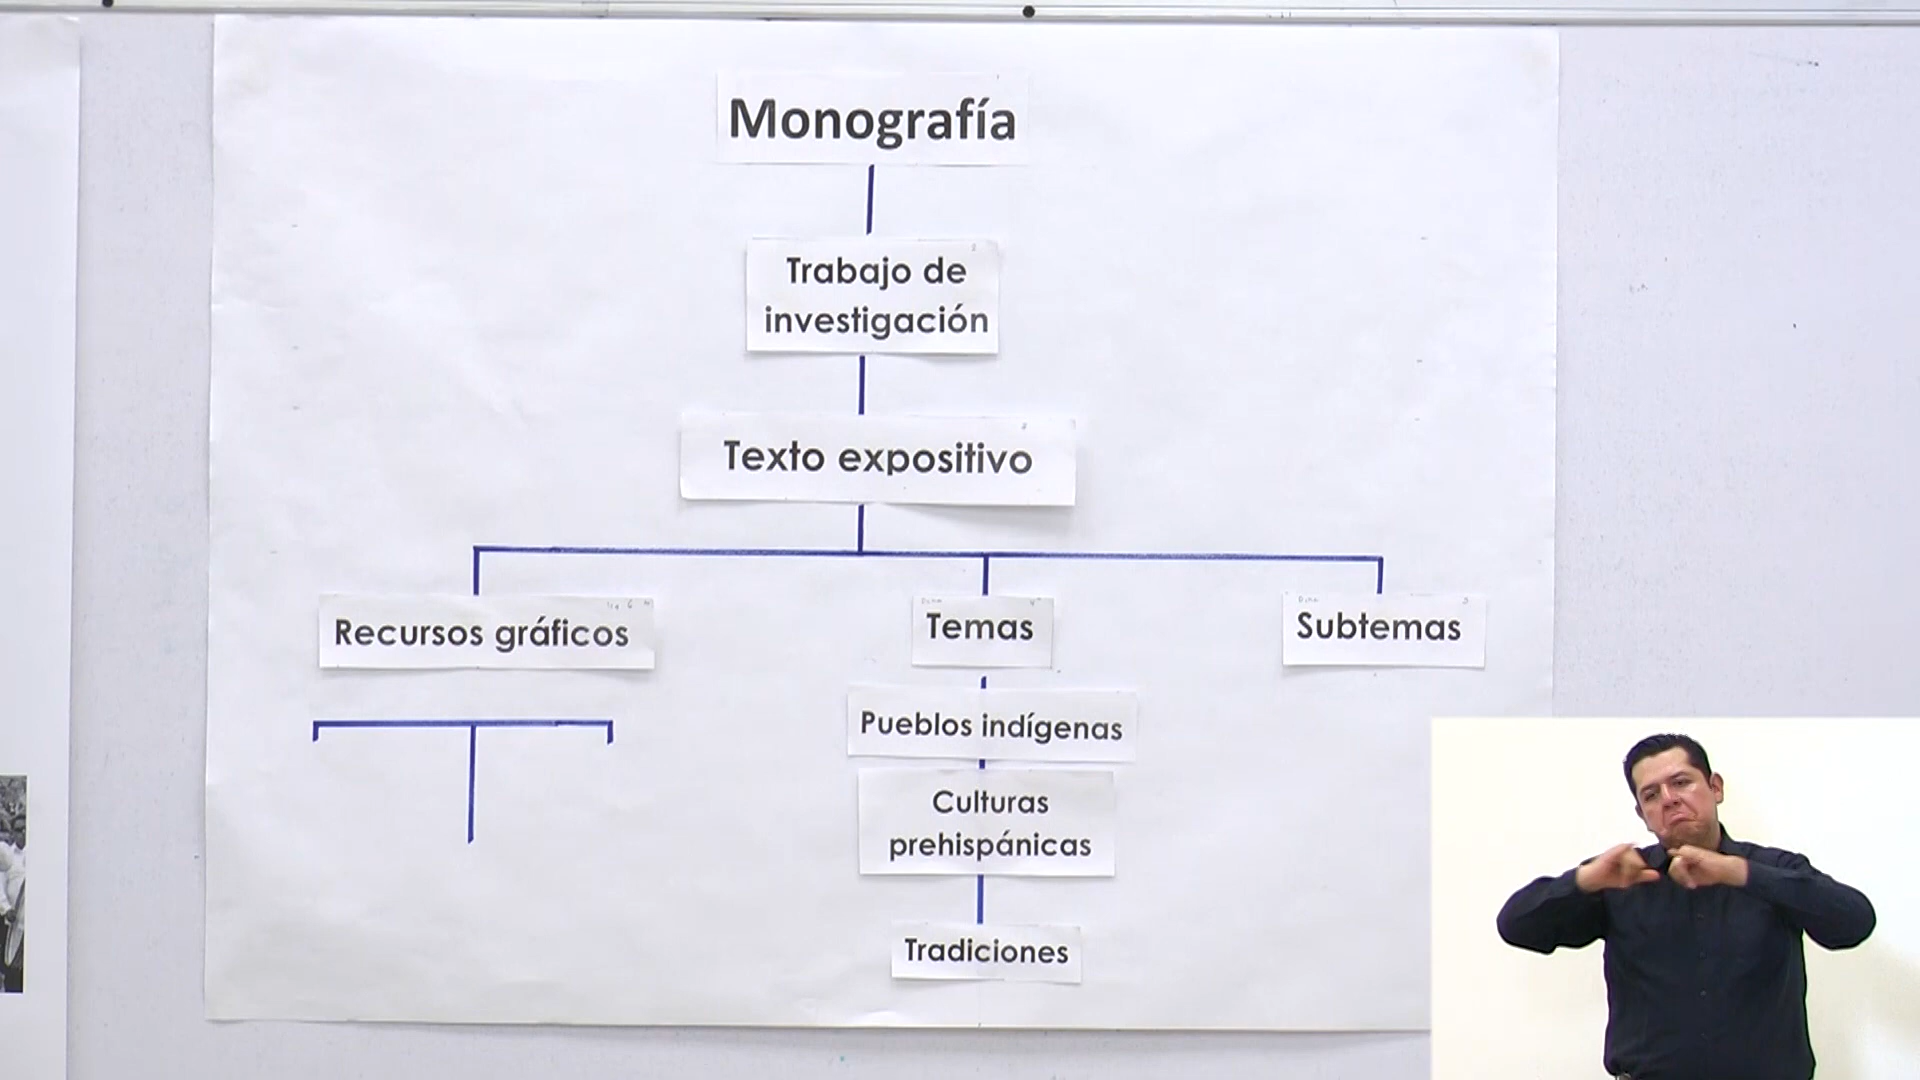 Monografía
Trabajo de
investigación
Texto expositivo
Recursos gráficos
Temas
Subtemas
Pueblos indígenas
Culturas
prehispánicas
Tradiciones